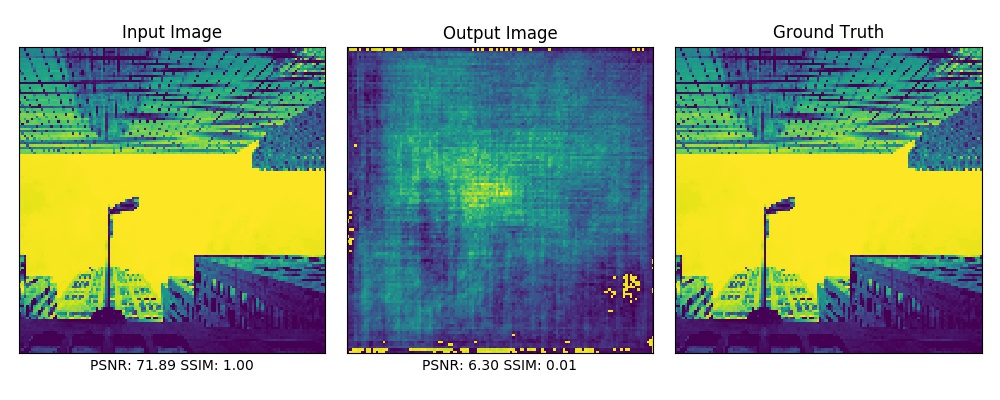 Input Image
Output Image
Ground Truth
PSNR: 71.89 SSIM: 1.00
PSNR: 6.30 SSIM: 0.01